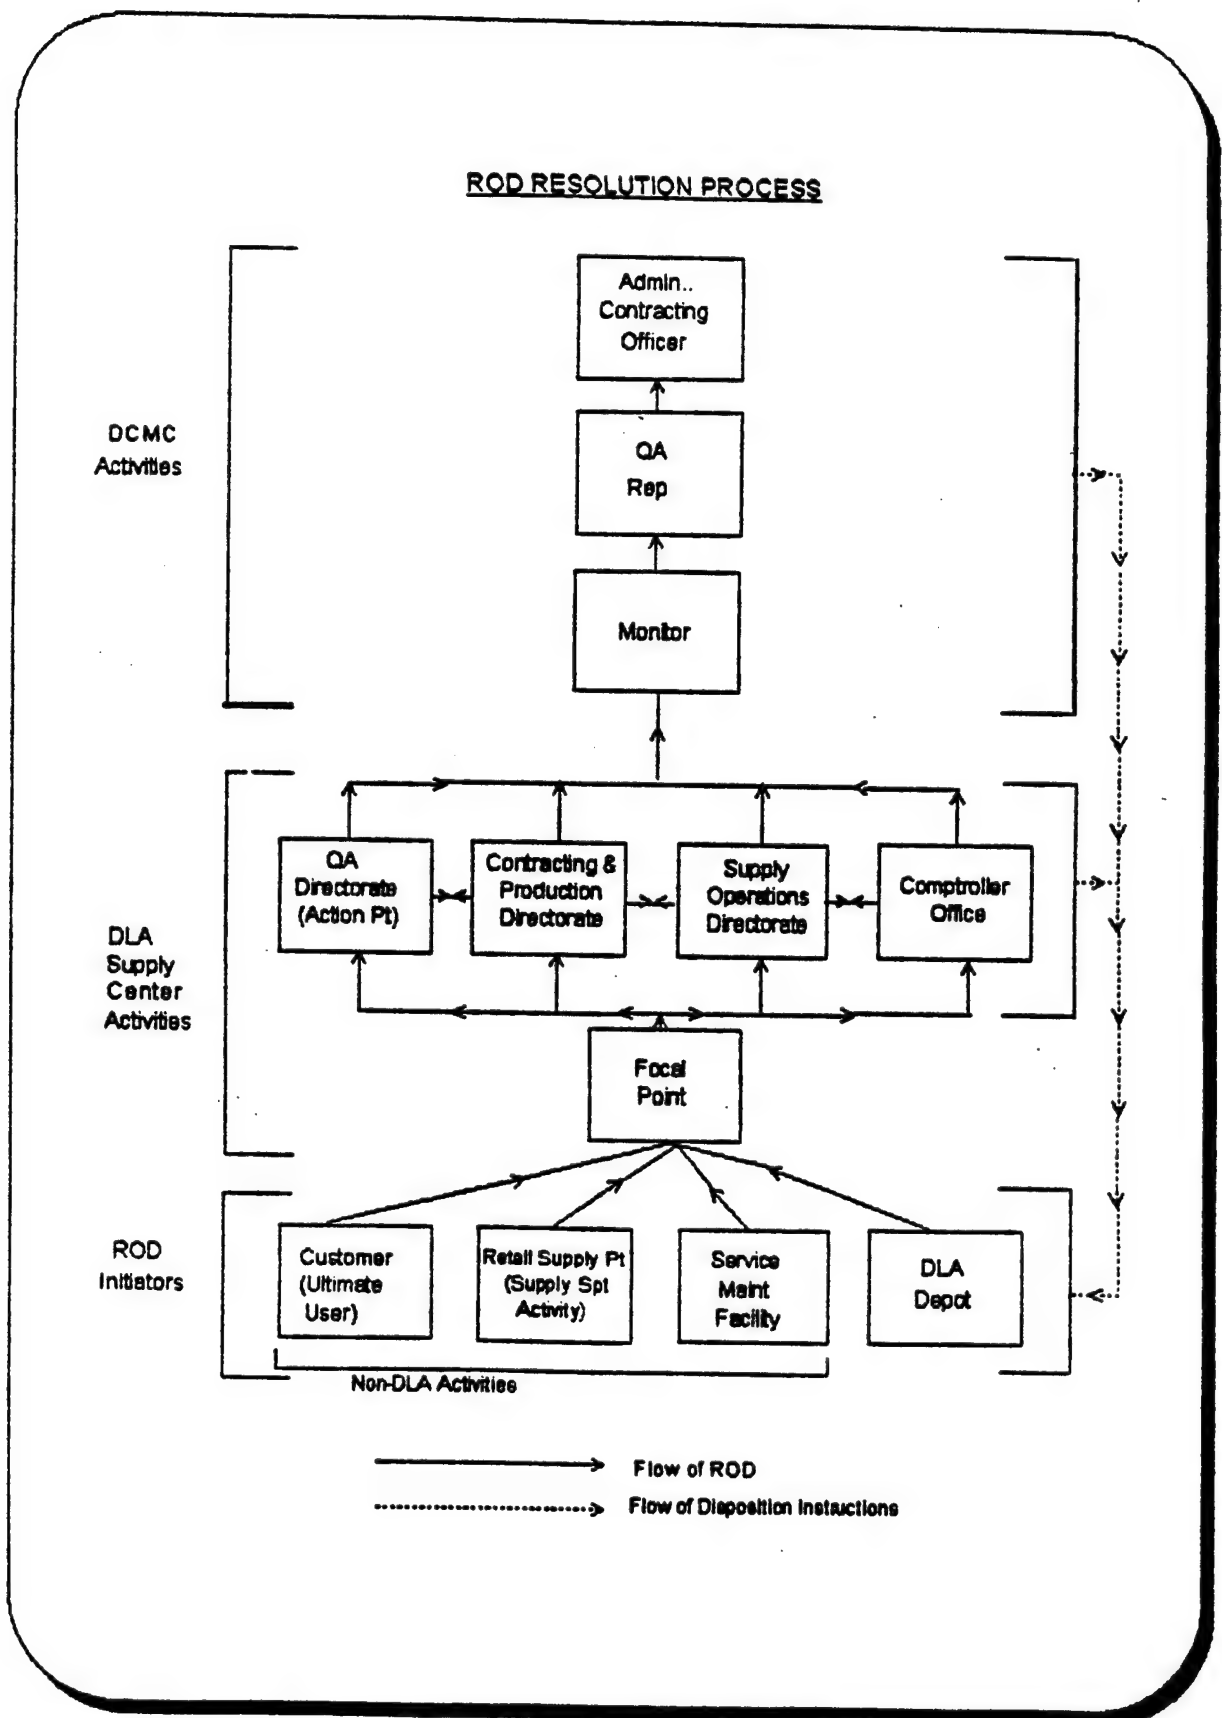 ROD RESOLUTION PROCESS
Admin..
Contracting
Officer
DCMC
Activities
QA
Rep
Monitor
QA
Directorate
(Action Pt)
Contracting &
Production
Directorate
Supply
Operations
Directorate
Comptroller
Office
DLA
Supply
Center
Activities
Focal
Point
ROD
Initiators
Customer
(Ultimate
User)
Retail Supply Pt
(Supply Spt
Activity)
Service
Maint
Facility
DLA
Depot
Non-DLA Activities
Flow of ROD
Flow of Disposition Instuctions